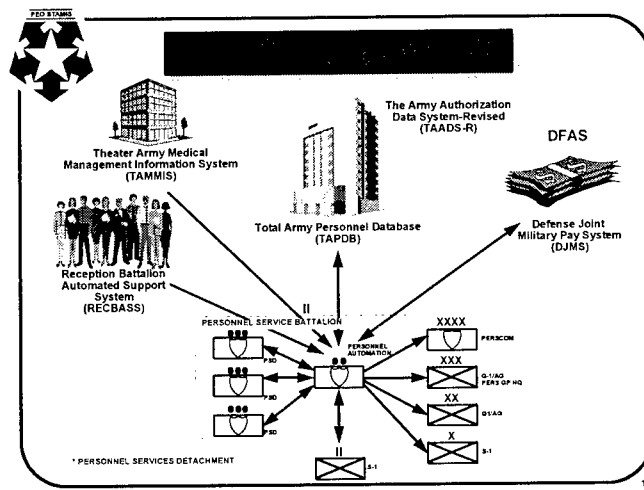 PEO STAMIS
The Army Authorization
Data System-Revised
(TAADS-R)
DFAS
Theater Army Medical
Management Information System
(TAMMIS)
Total Army Personnel Database
(TAPDB)
Defense Joint
Military Pay System
(DJMS)
Reception Battalion
Automated Support
System
(RECBASS)
II
PERSONNEL SERVICE BATTALION
PERSONNEL
AUTOMATION
PSD
PSD
PSD
XXXX
PERSCOM
XXX
G-1/AG
PERS GP HQ
XX
G1/AG
X
S-1
II
S-1
* PERSONNEL SERVICES DETACHMENT